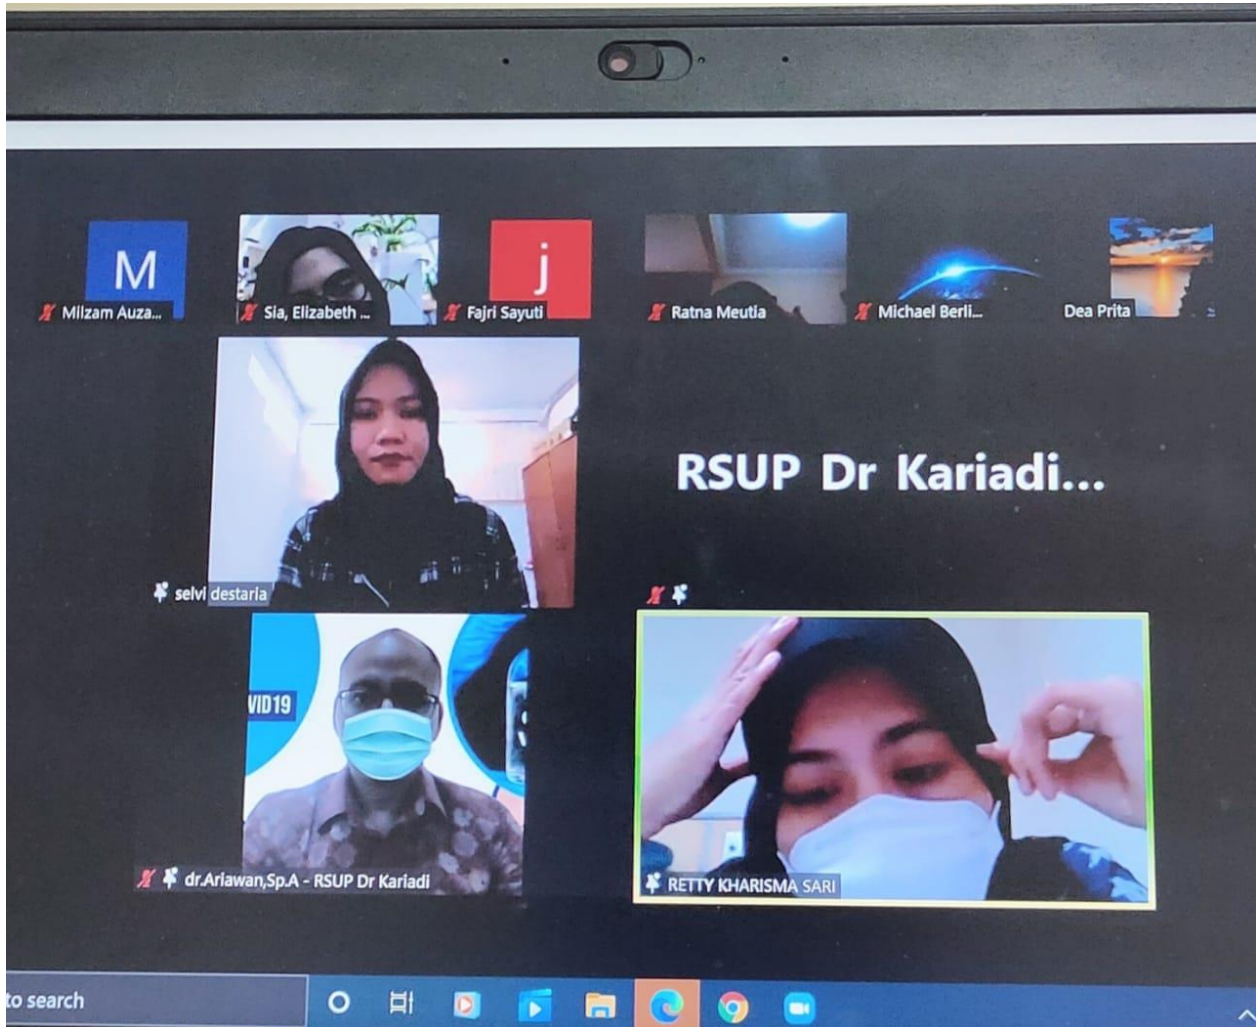 M
Milzam Auza...
Sia, Elizabeth ...
j
Fajri Sayuti
Ratna Meutia
Michael Berli...
Dea Prita
selvi destaria
RSUP Dr Kariadi...
VID19
dr.Ariawan,Sp.A - RSUP Dr Kariadi
RETTY KHARISMA SARI
to search